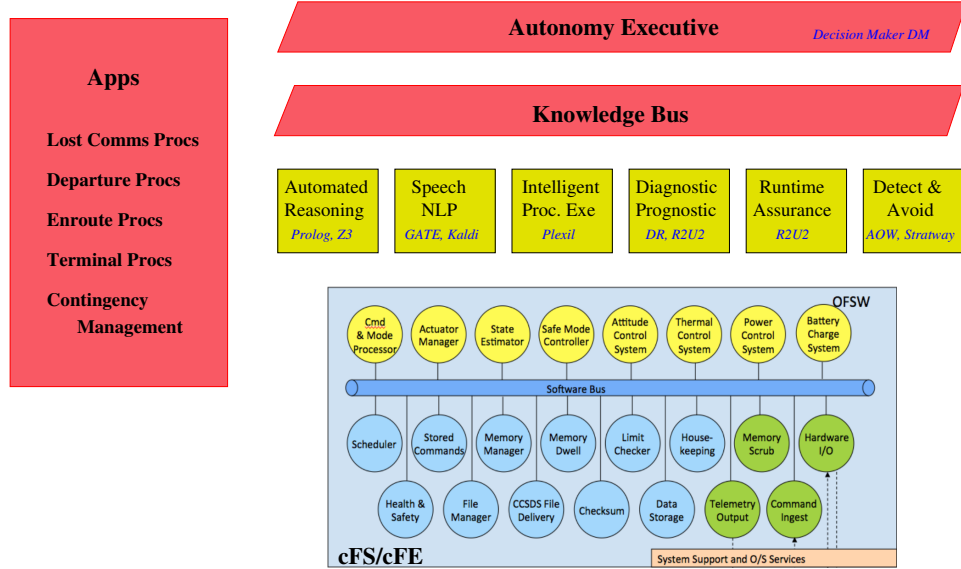 Apps
Lost Comms Procs
Departure Procs
Enroute Procs
Terminal Procs
Contingency
Management
Autonomy Executive
Decision Maker DM
Knowledge Bus
Automated
Reasoning
Prolog, Z3
Speech
NLP
GATE, Kaldi
Intelligent
Proc. Exe
Plexil
Diagnostic
Prognostic
DR, R2U2
Runtime
Assurance
R2U2
Detect &
Avoid
AOW, Stratway
OFSW
Cmd
& Mode
Processor
Actuator
Manager
State
Estimator
Safe Mode
Controller
Attitude
Control
System
Thermal
Control
System
Power
Control
System
Battery
Charge
System
Software Bus
Scheduler
Stored
Commands
Memory
Manager
Memory
Dwell
Limit
Checker
House-
keeping
Memory
Scrub
Hardware
I/O
Health &
Safety
File
Manager
CCSDS File
Delivery
Checksum
Data
Storage
Telemetry
Output
Command
Ingest
cFS/cFE
System Support and O/S Services